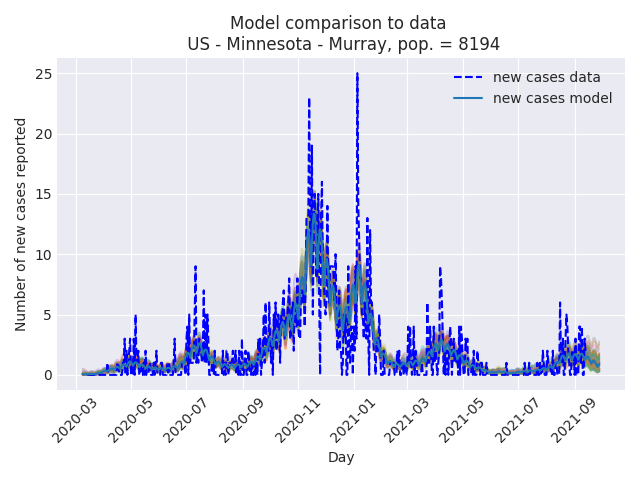 Model comparison to data
US - Minnesota - Murray, pop. = 8194
new cases data
new cases model
Number of new cases reported
25
20
15
10
5
0
2020-03
2020-05
2020-07
2020-09
2020-11
2021-01
2021-03
2021-05
2021-07
2021-09
Day